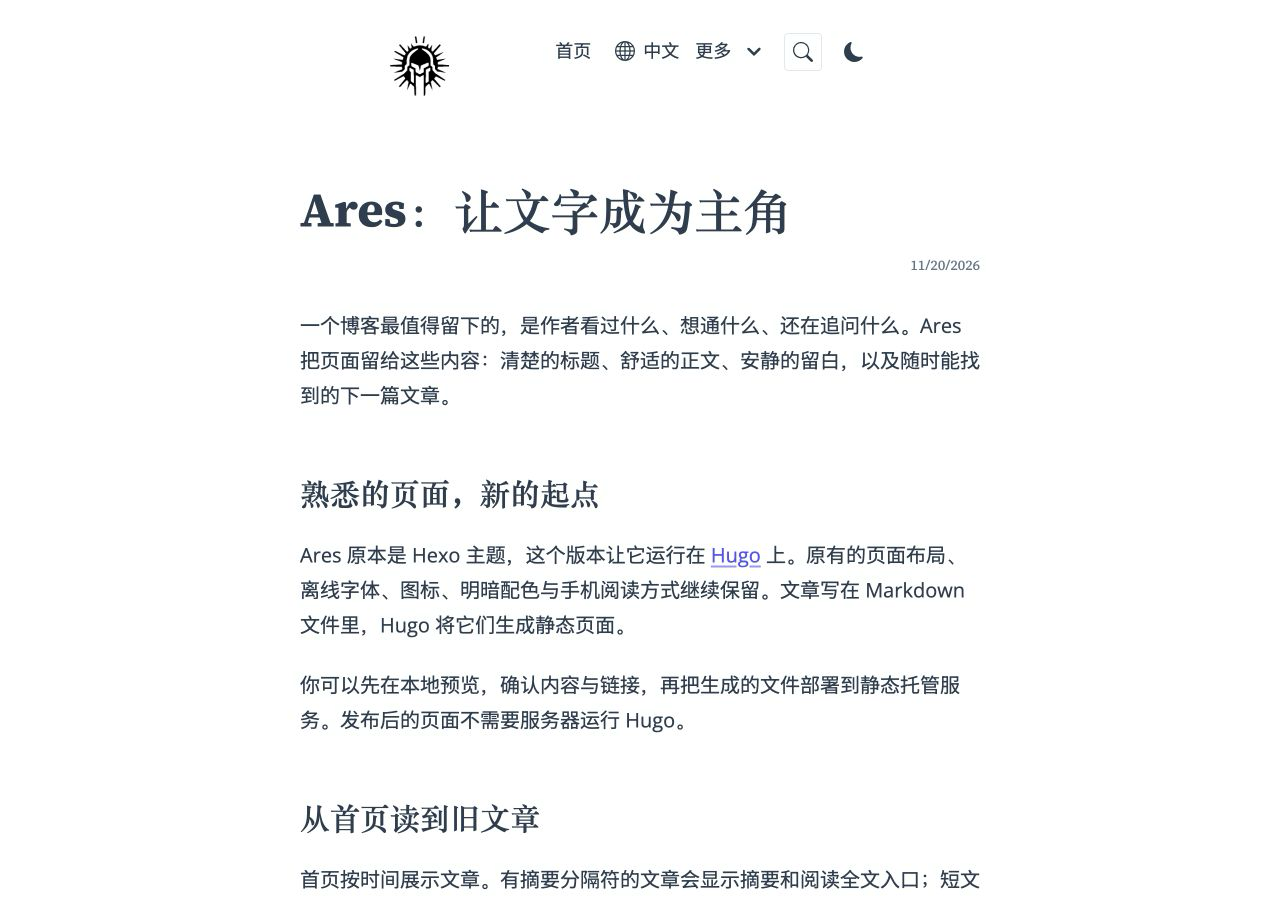 首页 中文 更多
Ares：让文字成为主角
11/20/2026
一个博客最值得留下的，是作者看过什么、想通什么、还在追问什么。Ares
把页面留给这些内容：清楚的标题、舒适的正文、安静的留白，以及随时能找
到的下一篇文章。
熟悉的页面，新的起点
Ares 原本是 Hexo 主题，这个版本让它运行在 Hugo 上。原有的页面布局、
离线字体、图标、明暗配色与手机阅读方式继续保留。文章写在 Markdown
文件里，Hugo 将它们生成静态页面。
你可以先在本地预览，确认内容与链接，再把生成的文件部署到静态托管服
务。发布后的页面不需要服务器运行 Hugo。
从首页读到旧文章
首页按时间展示文章。有摘要分隔符的文章会显示摘要和阅读全文入口；短文